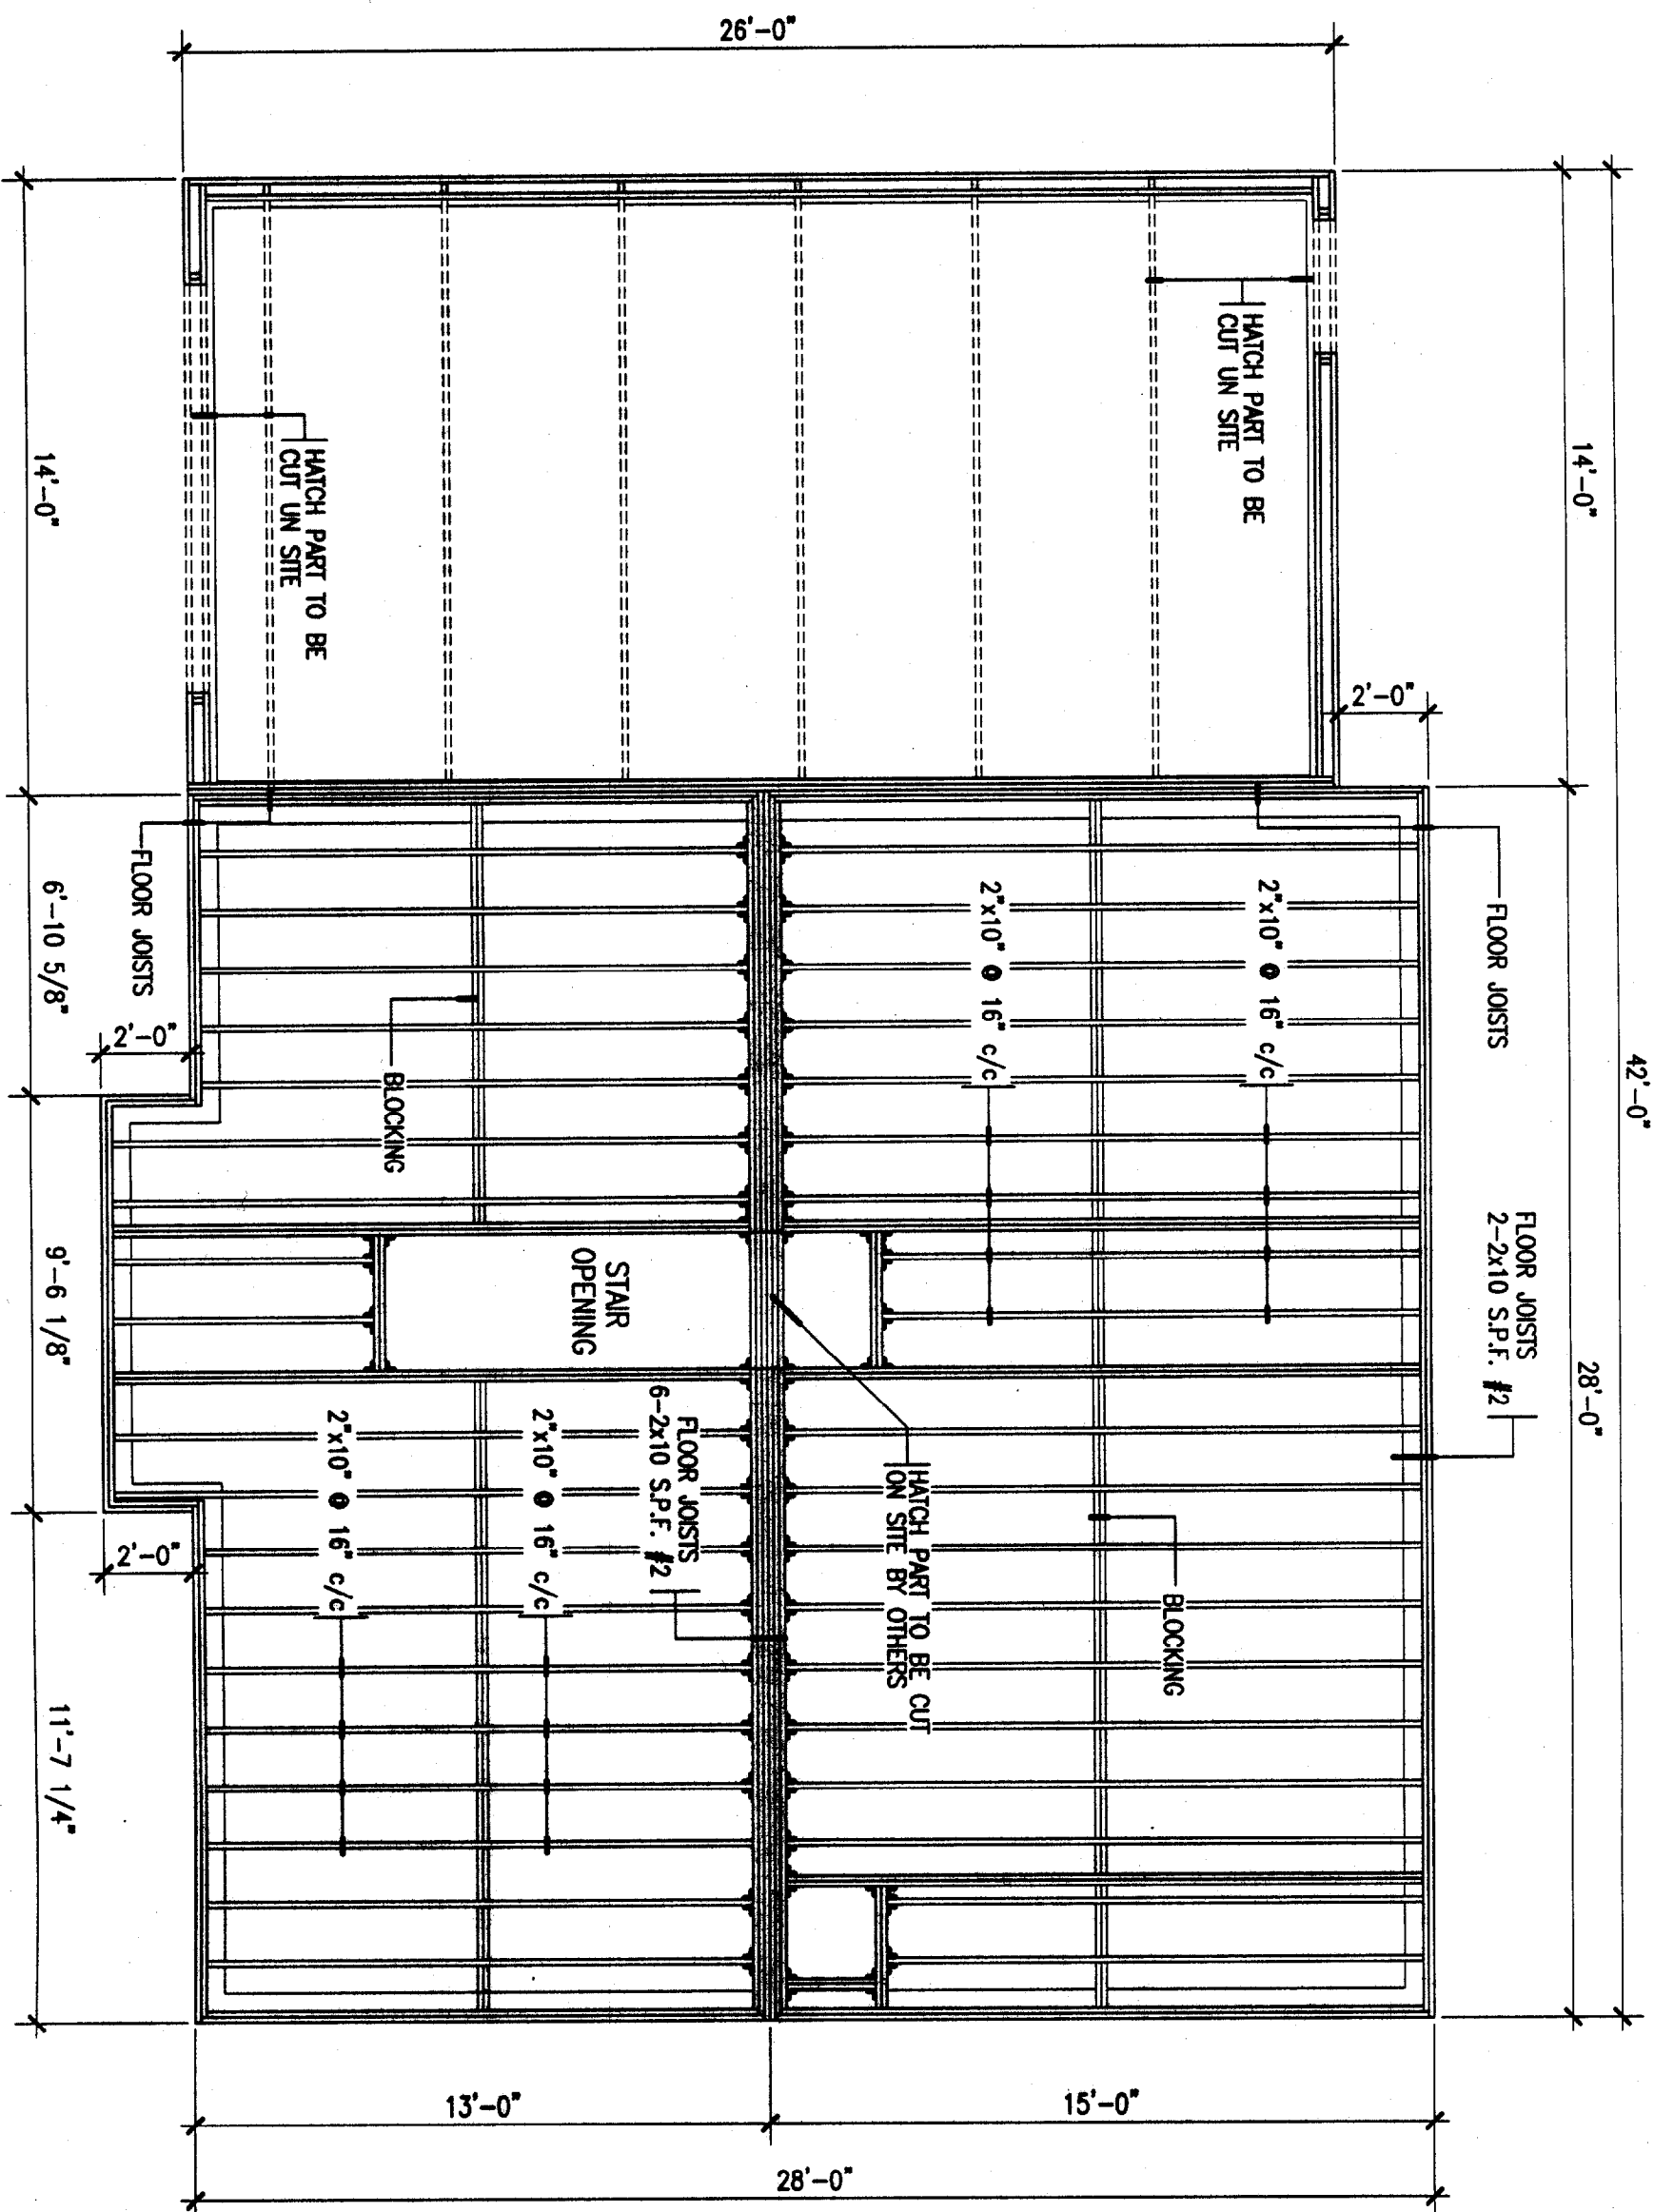 42'-0"
14'-0"
28'-0"
26'-0"
2'-0"
HATCH PART TO BE
CUT UN SITE
HATCH PART TO BE
CUT UN SITE
FLOOR JOISTS
FLOOR JOISTS
2-2x10 S.P.F. #2
2"x10" @ 16" c/c
2"x10" @ 16" c/c
BLOCKING
HATCH PART TO BE CUT
ON SITE BY OTHERS
FLOOR JOISTS
6-2x10 S.P.F. #2
STAIR
OPENING
2"x10" @ 16" c/c
2"x10" @ 16" c/c
BLOCKING
FLOOR JOISTS
2'-0"
2'-0"
14'-0"
6'-10 5/8"
9'-6 1/8"
11'-7 1/4"
13'-0"
15'-0"
28'-0"